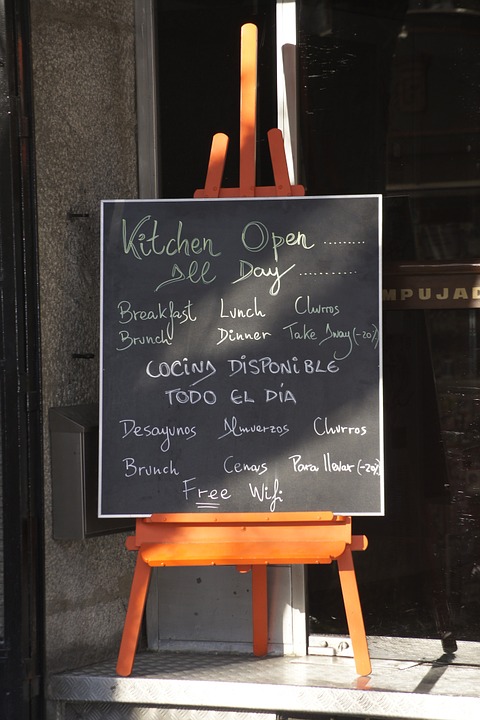 Kitchen Open ........
All Day ...........
Breakfast Lunch Churros
Brunch Dinner Take Away (-20%)
COCINA DISPONIBLE
TODO EL DÍA
Desayunos Almuerzos Churros
Brunch Cenas Para llevar (-20%)
Free Wifi
MPUJAD